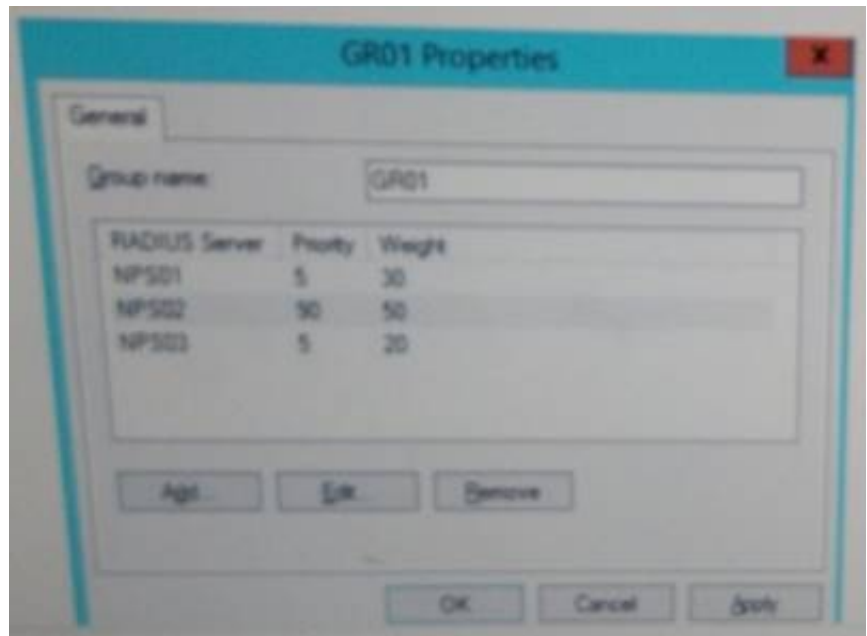 GR01 Properties
General
Group name: GR01
RADIUS Server Priority Weight
NPS01 5 30
NPS02 90 50
NPS03 5 20
Add... Edit... Remove
OK Cancel Apply